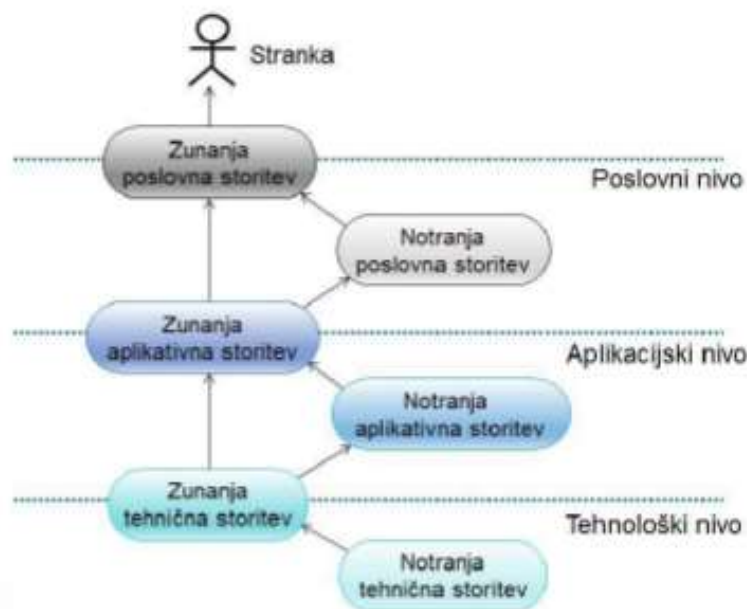 Stranka
Zunanja
poslovna storitev
Poslovni nivo
Notranja
poslovna storitev
Zunanja
aplikativna storitev
Aplikacijski nivo
Notranja
aplikativna storitev
Zunanja
tehnična storitev
Tehnološki nivo
Notranja
tehnična storitev